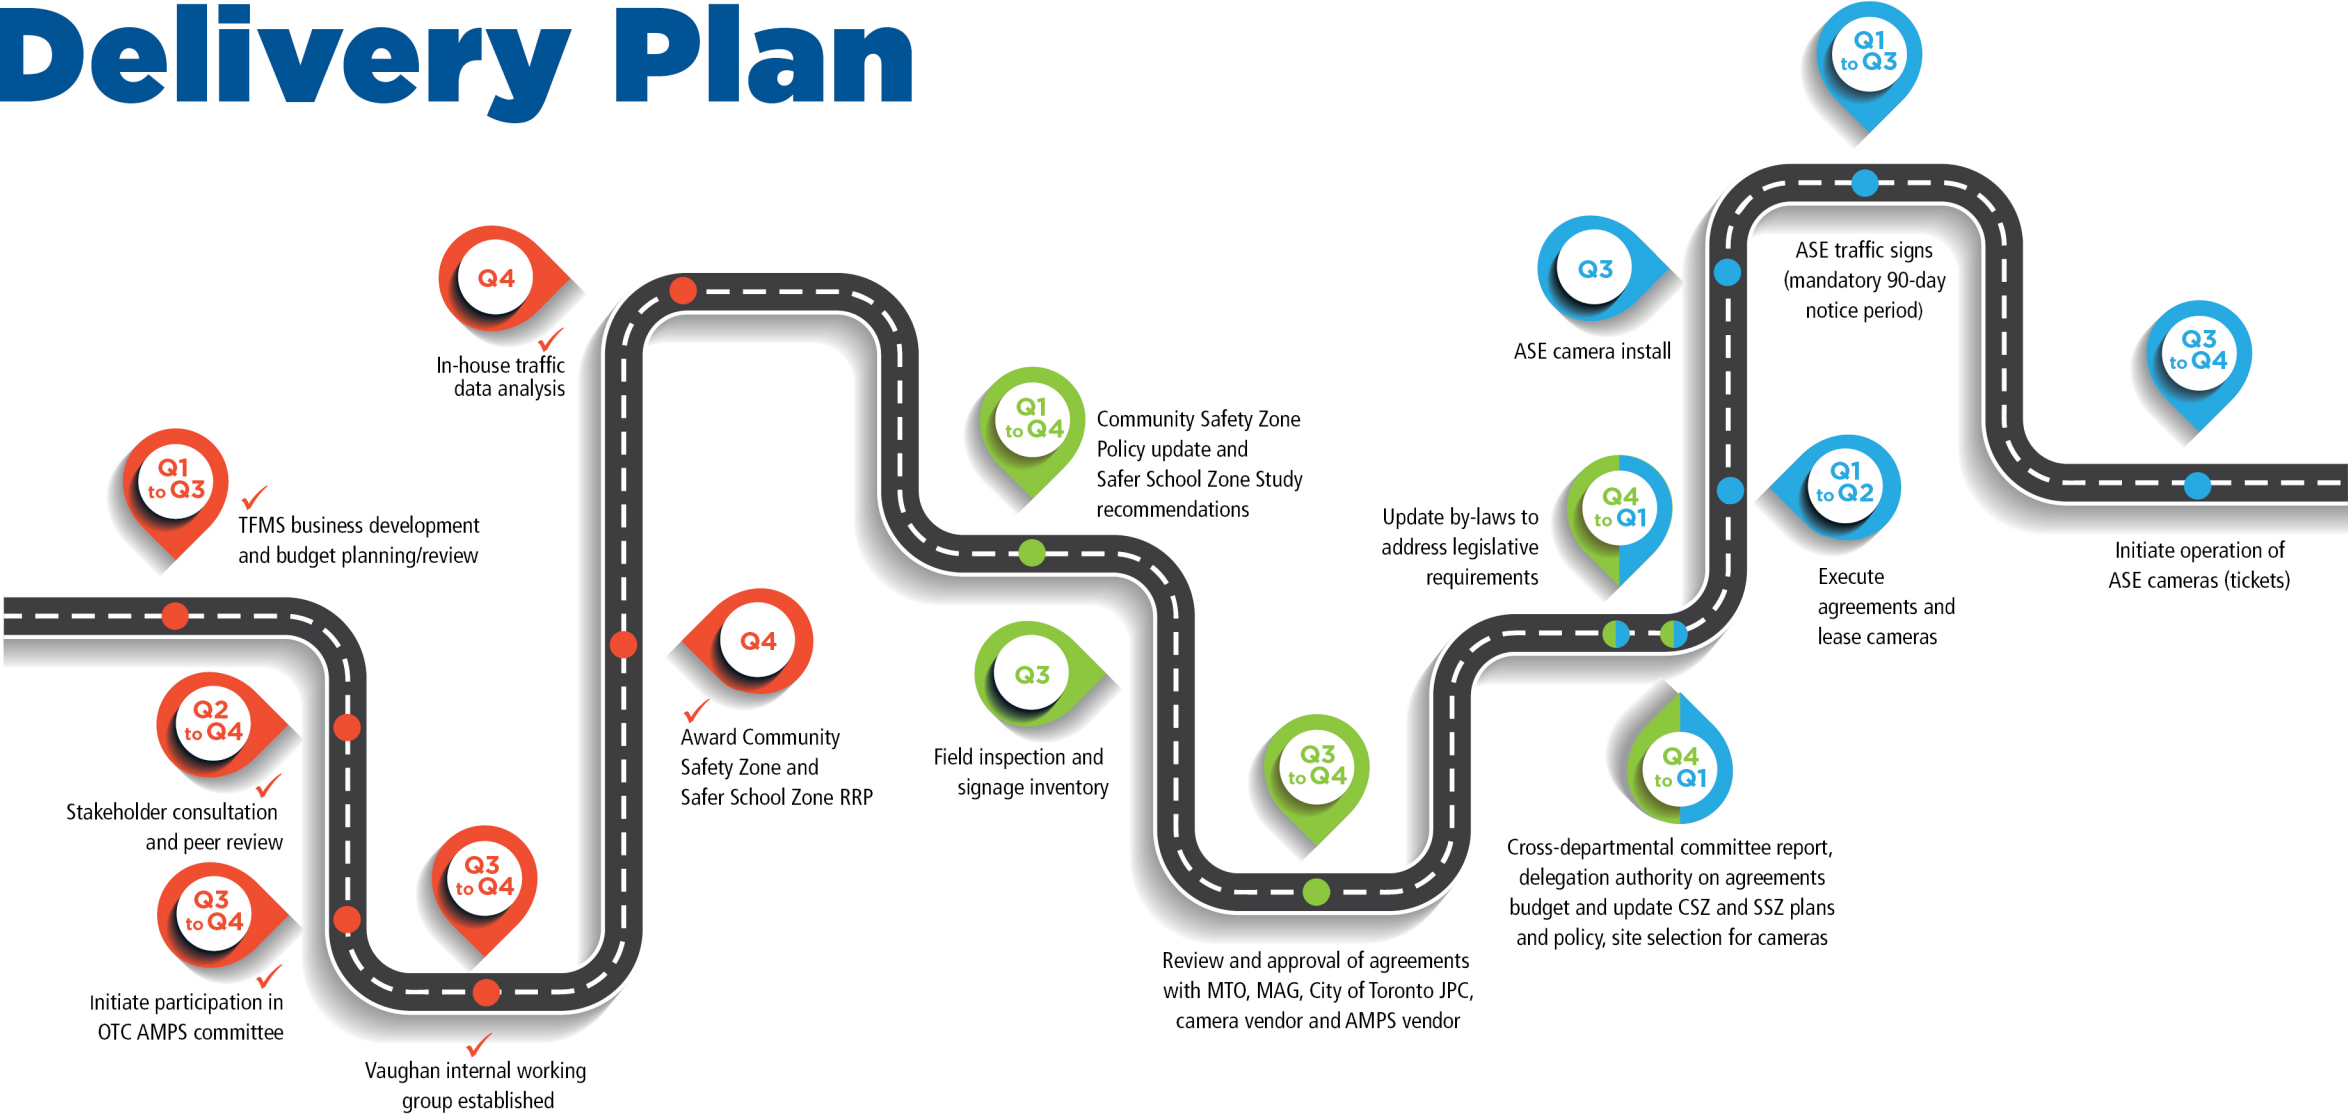 Delivery Plan
Q1
to Q3
TFMS business development
and budget planning/review
Q2
to Q4
Stakeholder consultation
and peer review
Q3
to Q4
Initiate participation in
OTC AMPS committee
Q3
to Q4
Vaughan internal working
group established
Q4
Award Community
Safety Zone and
Safer School Zone RRP
Q4
In-house traffic
data analysis
Q1
to Q4
Community Safety Zone
Policy update and
Safer School Zone Study
recommendations
Q3
Field inspection and
signage inventory
Q3
to Q4
Review and approval of agreements
with MTO, MAG, City of Toronto JPC,
camera vendor and AMPS vendor
Q4
to Q1
Update by-laws to
address legislative
requirements
Q4
to Q1
Cross-departmental committee report,
delegation authority on agreements
budget and update CSZ and SSZ plans
and policy, site selection for cameras
Q1
to Q2
Execute
agreements and
lease cameras
Q3
ASE camera install
Q1
to Q3
ASE traffic signs
(mandatory 90-day
notice period)
Q3
to Q4
Initiate operation of
ASE cameras (tickets)